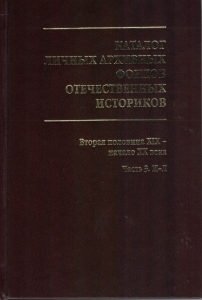 КАТАЛОГ
ЛИЧНЫХ АРХИВНЫХ
ФОНДОВ
ОТЕЧЕСТВЕННЫХ
ИСТОРИКОВ
Вторая половина XIX –
начало XX века
Часть 3. К–Л